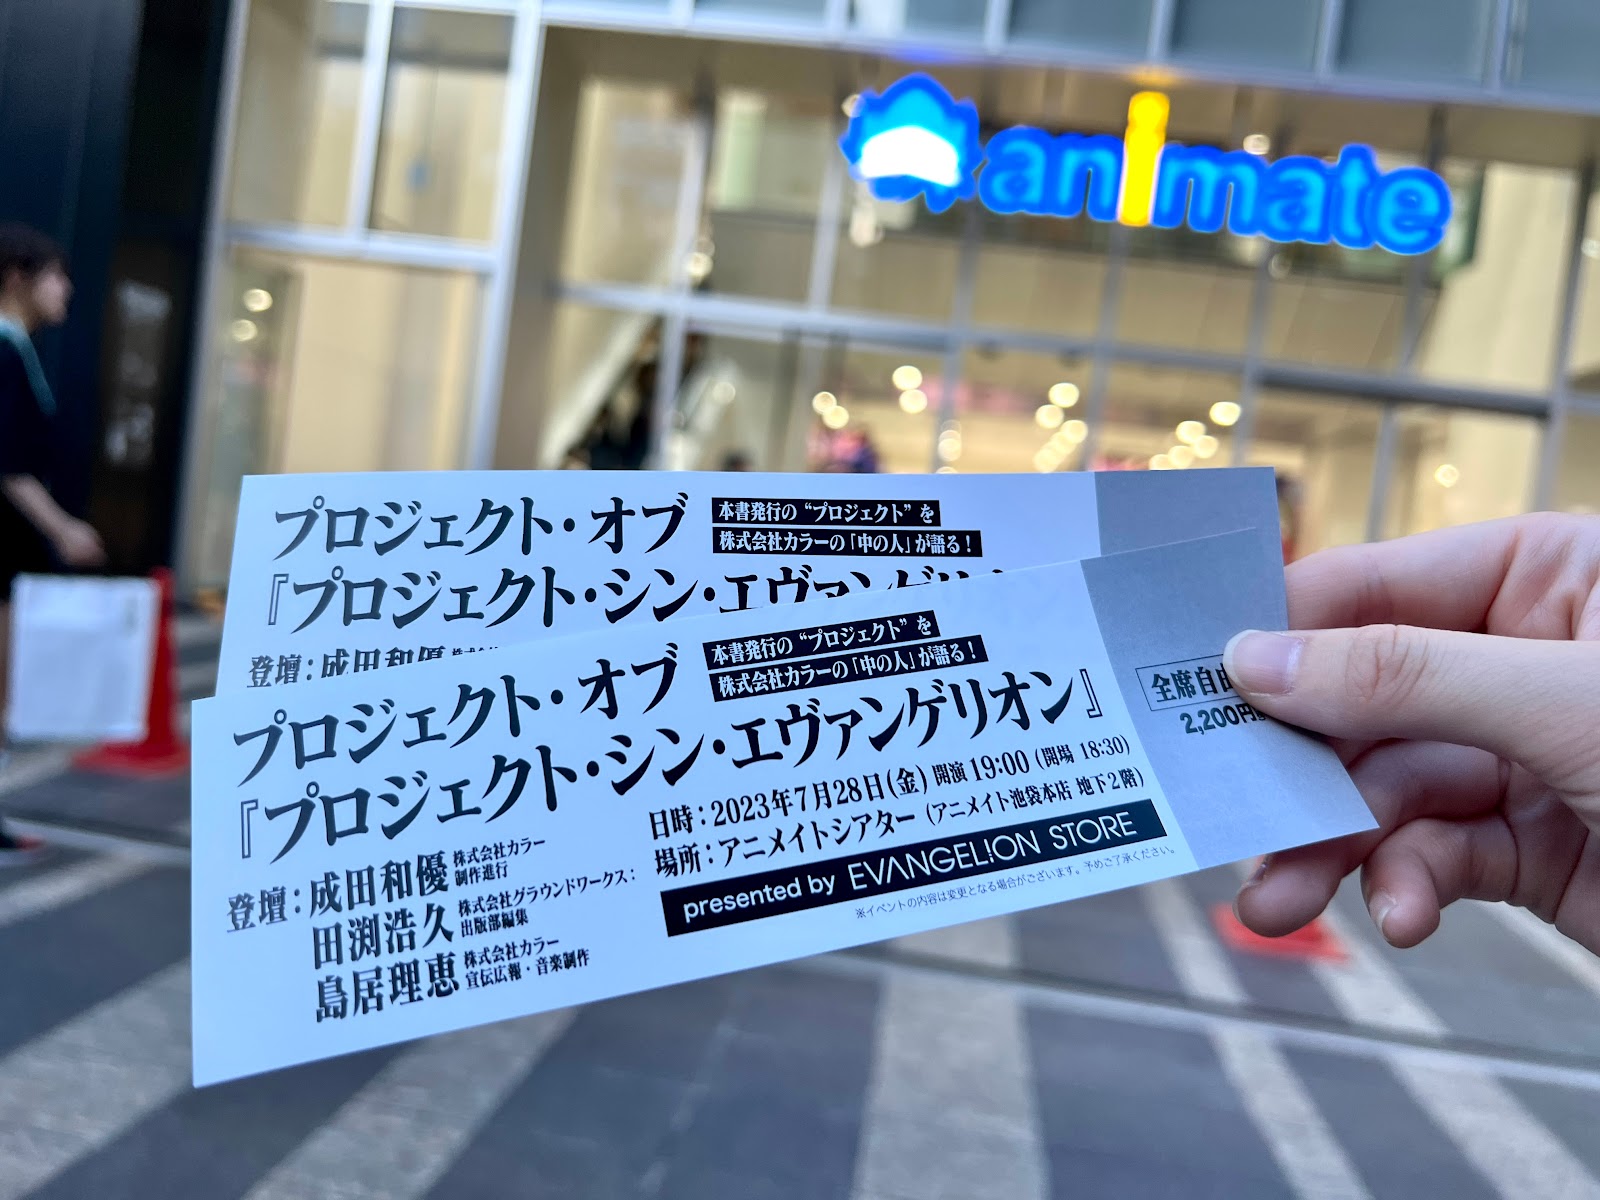 animate
プロジェクト・オブ
本書発行の“プロジェクト”を
株式会社カラーの「中の人」が語る！
『プロジェクト・シン・エヴァンゲリオ
登壇：成田和優
プロジェクト・オブ
本書発行の“プロジェクト”を
株式会社カラーの「中の人」が語る！
『プロジェクト・シン・エヴァンゲリオン』
日時：2023年7月28日(金) 開演 19:00 (開場 18:30)
場所：アニメイトシアター (アニメイト池袋本店 地下2階)
presented by EVANGEL!ON STORE
※イベントの内容は変更となる場合がございます。予めご了承ください。
登壇：成田和優 株式会社カラー
制作進行
田渕浩久 株式会社グラウンドワークス：
出版部編集
島居理恵 株式会社カラー
宣伝広報・音楽制作
全席自由
2,200円